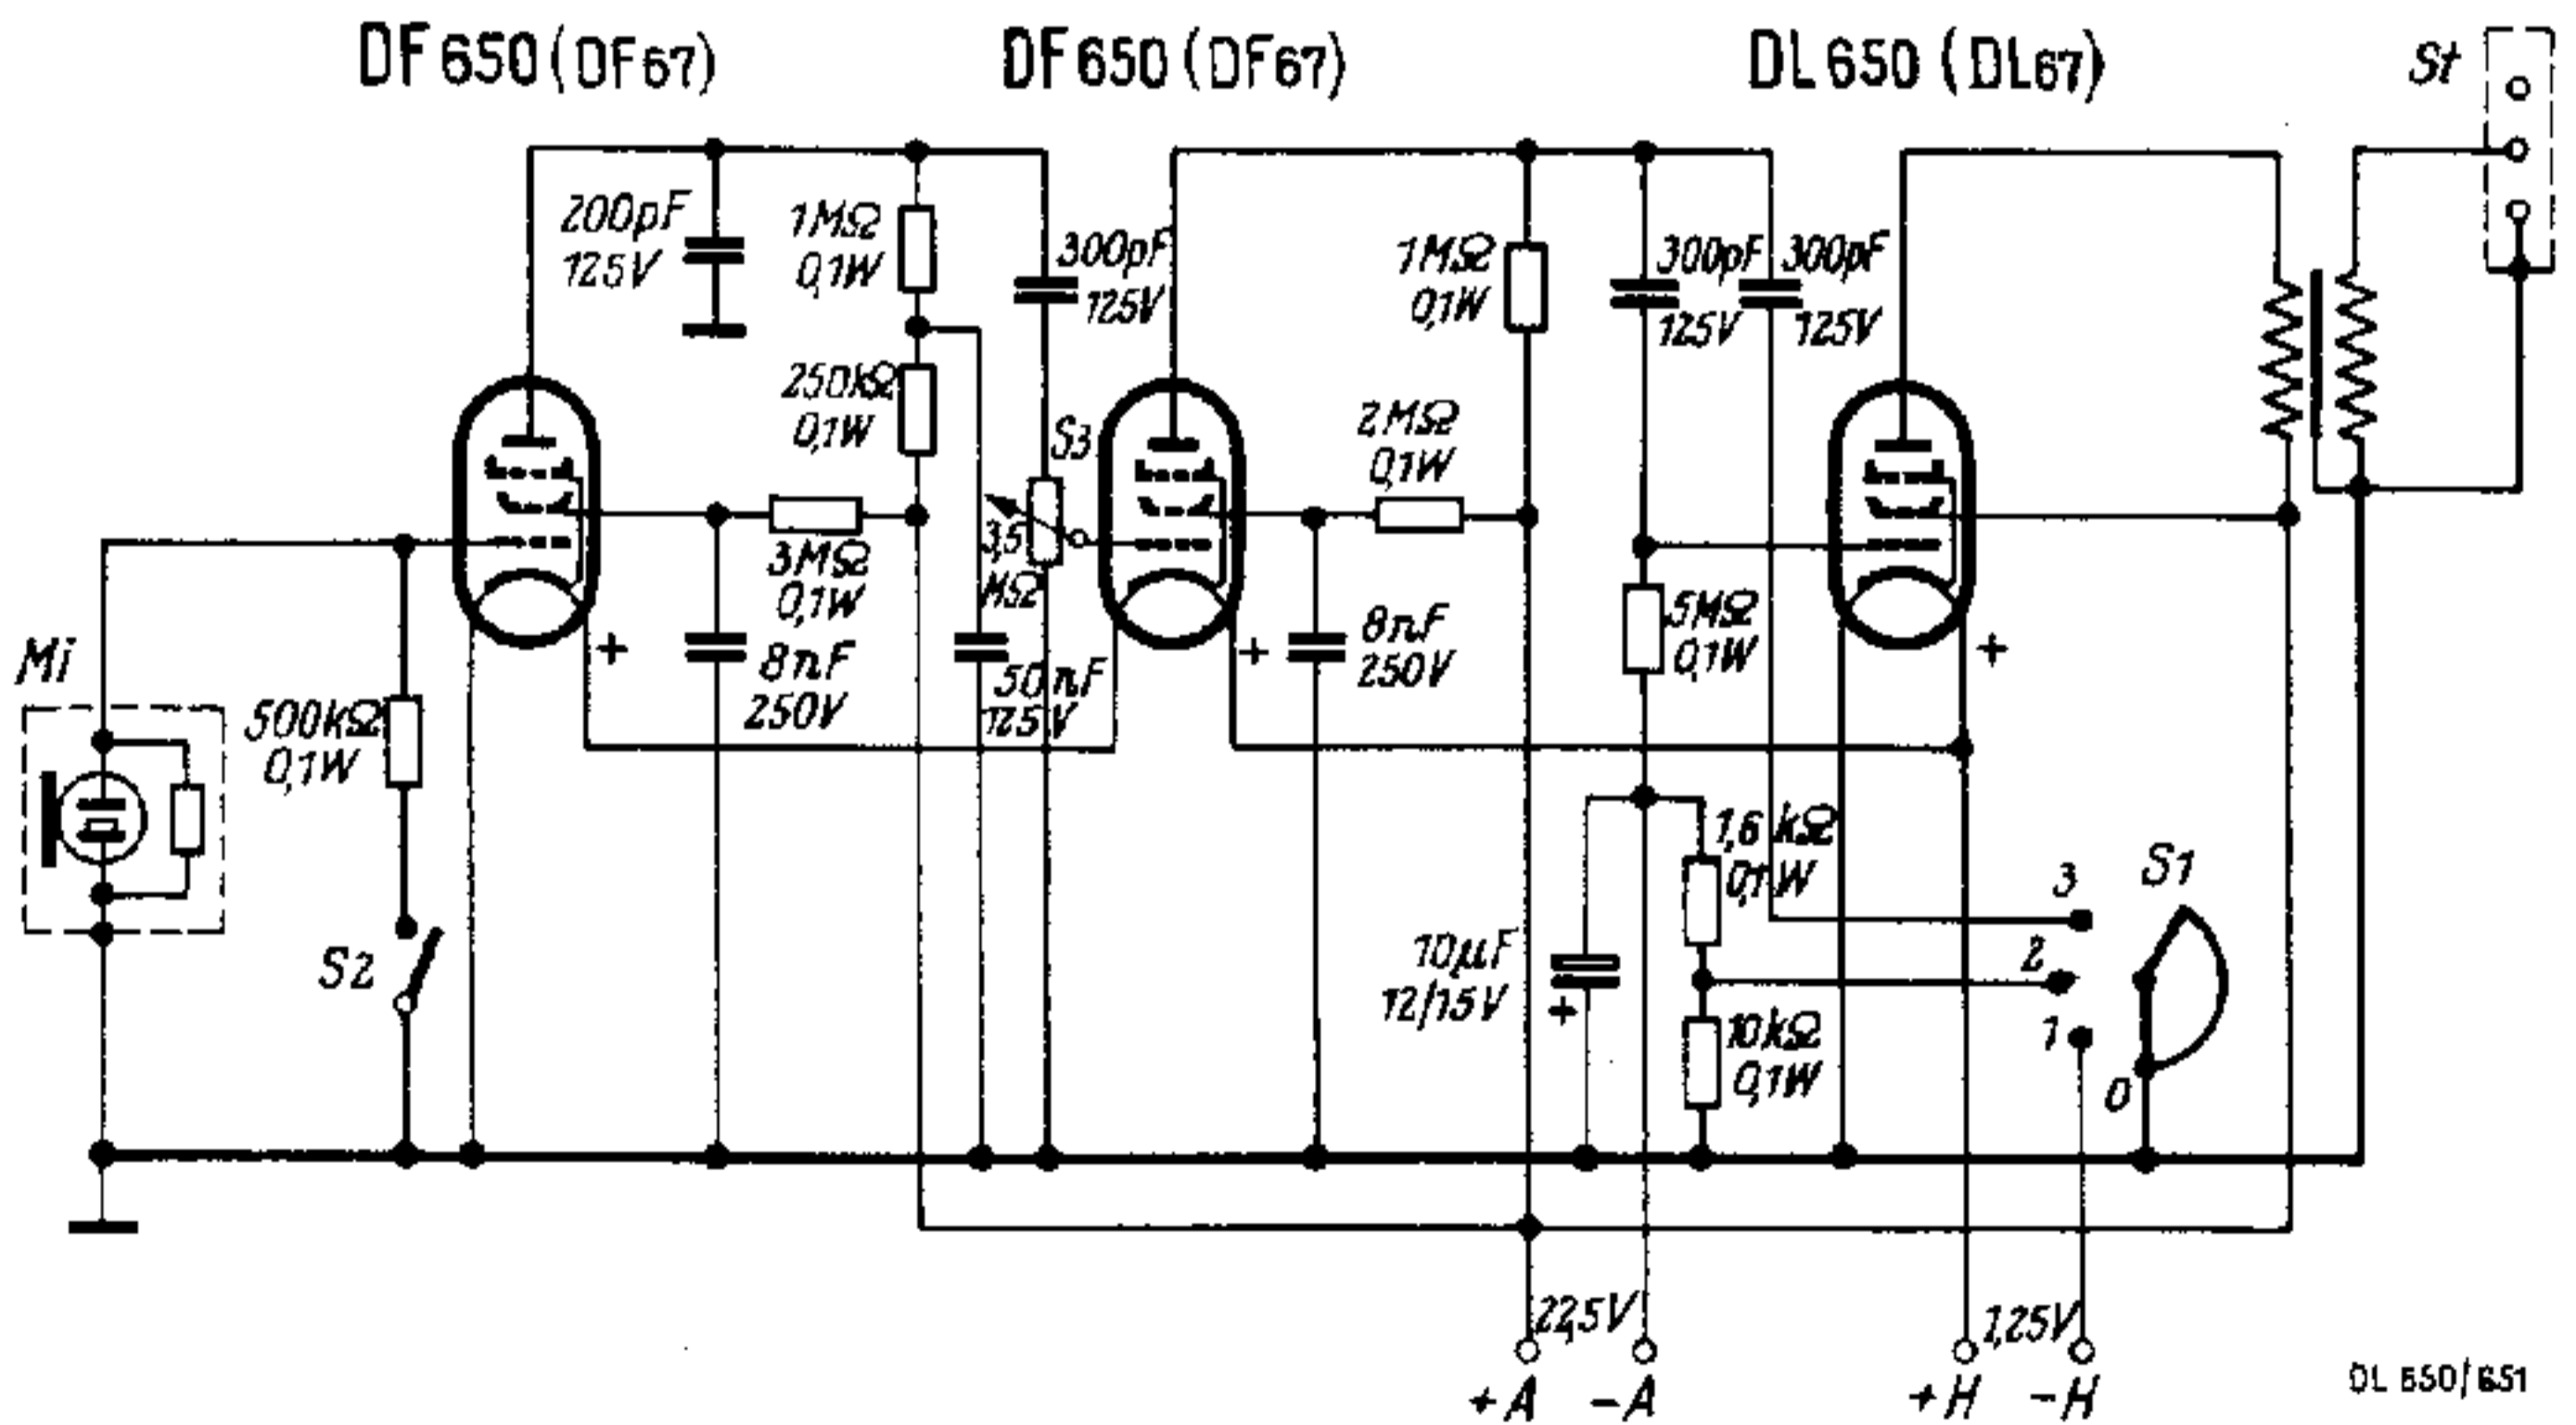 DF650 (DF67)
DF650 (DF67)
DL650 (DL67)
St
200pF
125V
1MΩ
0,1W
300pF
125V
1MΩ
0,1W
300pF
125V
300pF
125V
250kΩ
0,1W
S3
3,5
MΩ
2MΩ
0,1W
3MΩ
0,1W
8nF
250V
50nF
125V
8nF
250V
5MΩ
0,1W
+
+
+
Mi
500kΩ
0,1W
S2
1,6kΩ
0,1W
10µF
12/15V
+
10kΩ
0,1W
3
2
1
0
S1
22,5V
1,25V
+A
-A
+H
-H
DL 650/651